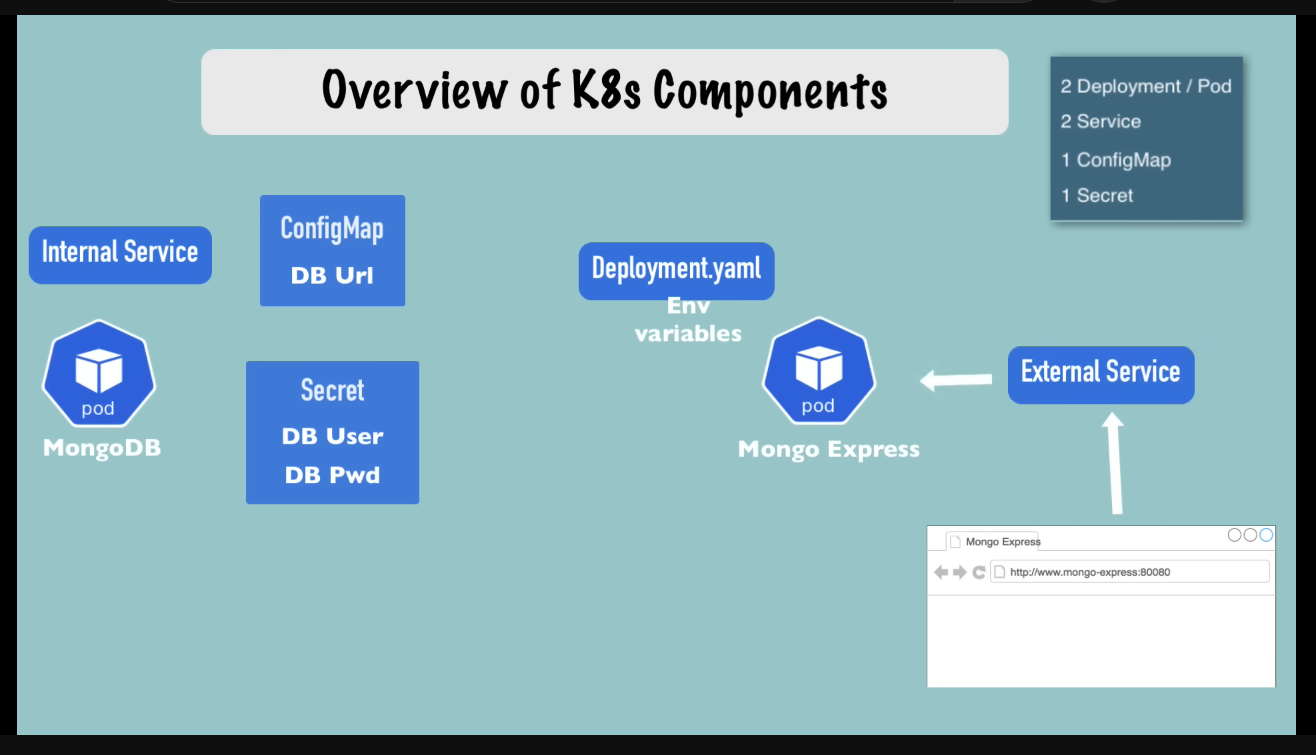 Overview of K8s Components
2 Deployment / Pod
2 Service
1 ConfigMap
1 Secret
Internal Service
pod
MongoDB
ConfigMap
DB Url
Secret
DB User
DB Pwd
Deployment.yaml
Env
variables
pod
Mongo Express
External Service
Mongo Express
http://www.mongo-express:80080